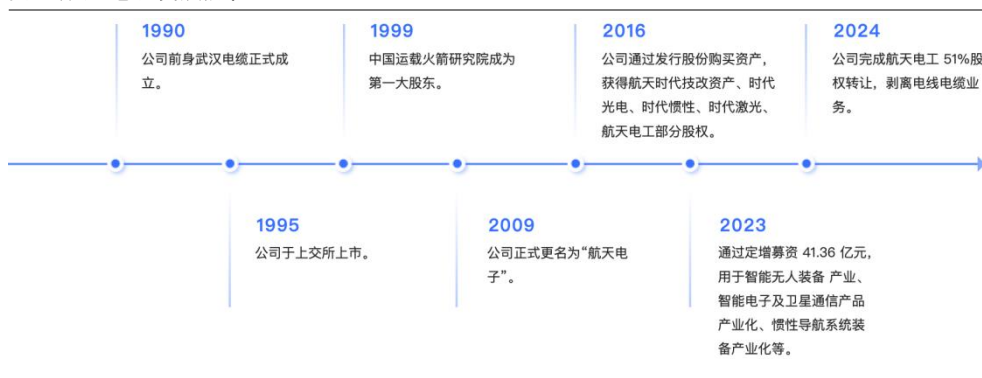 1990
公司前身武汉电缆正式成
立。
1999
中国运载火箭研究院成为
第一大股东。
2016
公司通过发行股份购买资产，
获得航天时代技改资产、时代
光电、时代惯性、时代激光、
航天电工部分股权。
2024
公司完成航天电工 51%股
权转让，剥离电线电缆业
务。
1995
公司于上交所上市。
2009
公司正式更名为“航天电
子”。
2023
通过定增募资 41.36 亿元，
用于智能无人装备 产业、
智能电子及卫星通信产品
产业化、惯性导航系统装
备产业化等。